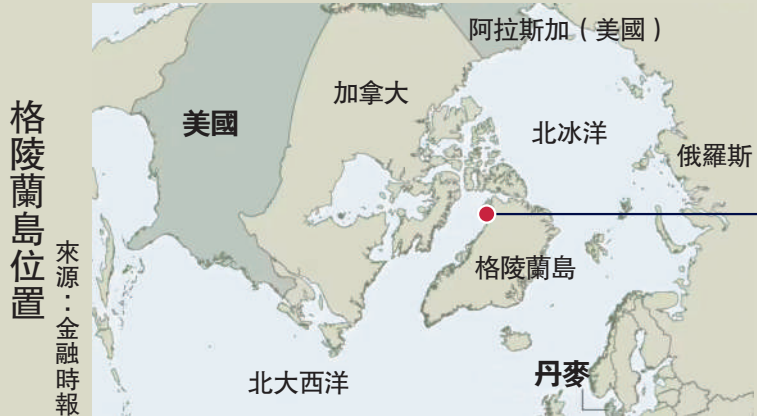 格陵蘭島位置
來源：金融時報
阿拉斯加（美國）
加拿大
美國
北冰洋
俄羅斯
格陵蘭島
丹麥
北大西洋